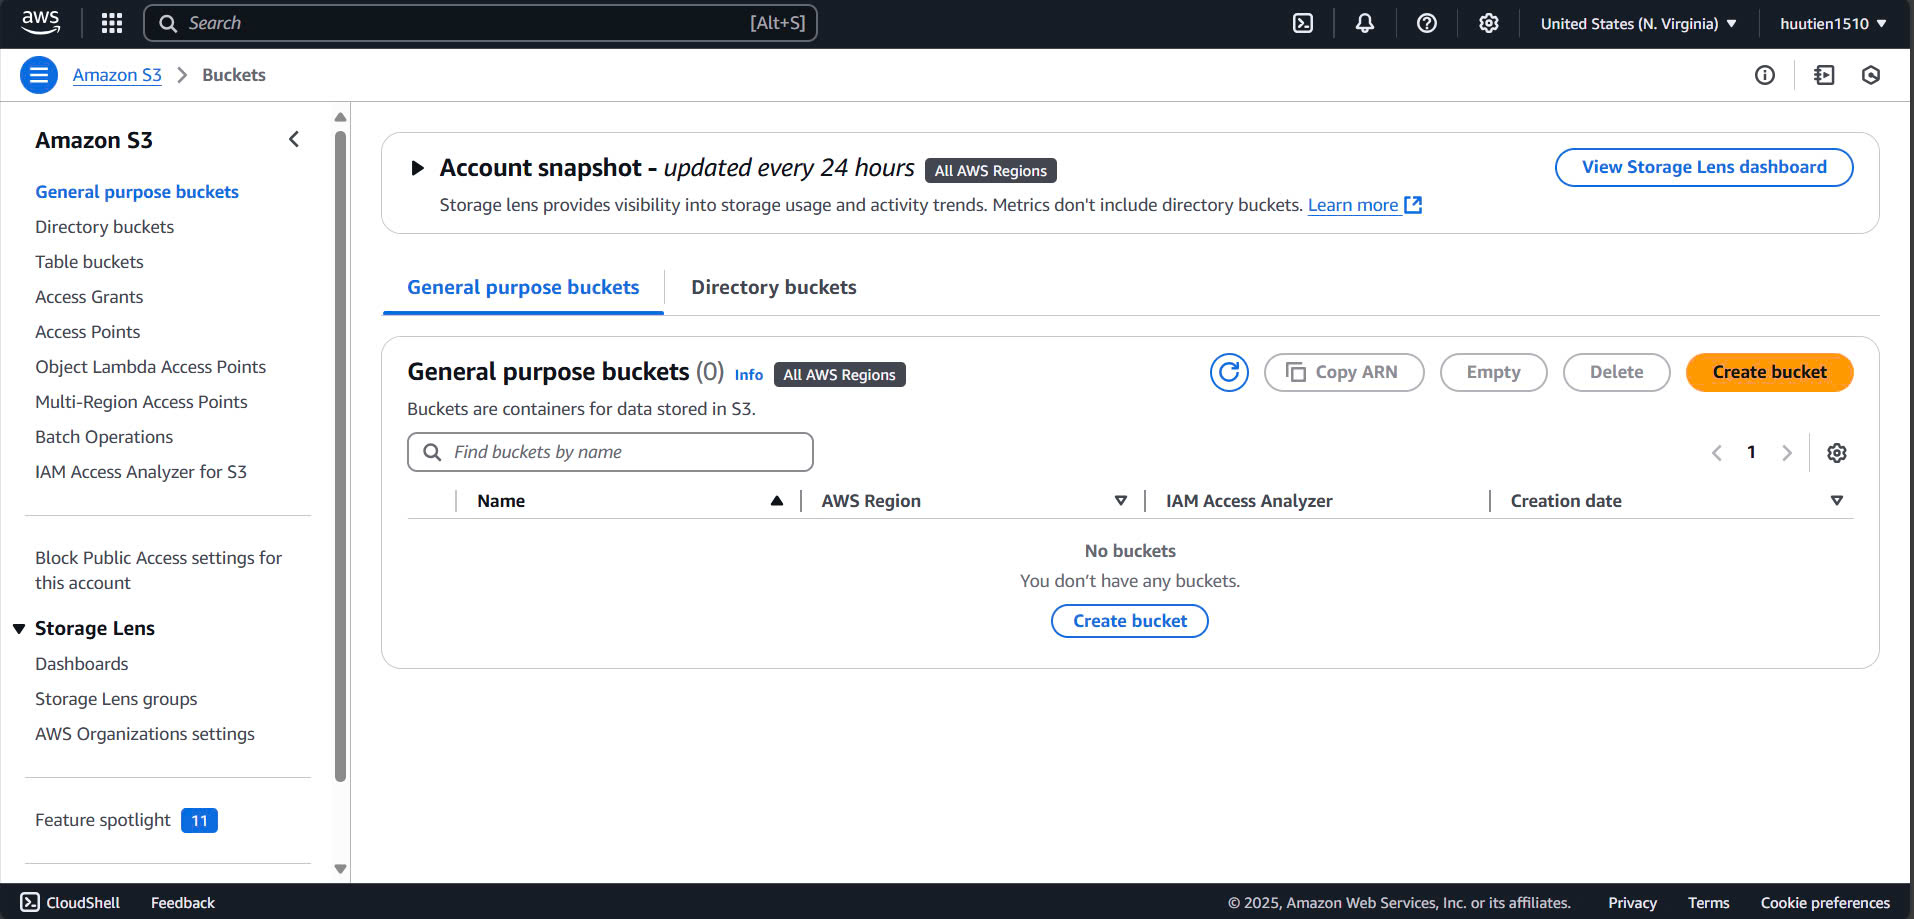 aws
Search [Alt+S]
United States (N. Virginia)
huutien1510
Amazon S3
Buckets
Amazon S3
General purpose buckets
Directory buckets
Table buckets
Access Grants
Access Points
Object Lambda Access Points
Multi-Region Access Points
Batch Operations
IAM Access Analyzer for S3
Block Public Access settings for
this account
Storage Lens
Dashboards
Storage Lens groups
AWS Organizations settings
Feature spotlight 11
Account snapshot - updated every 24 hours All AWS Regions
View Storage Lens dashboard
Storage lens provides visibility into storage usage and activity trends. Metrics don't include directory buckets. Learn more
General purpose buckets
Directory buckets
General purpose buckets (0) Info All AWS Regions
Copy ARN
Empty
Delete
Create bucket
Buckets are containers for data stored in S3.
Find buckets by name
1
Name
AWS Region
IAM Access Analyzer
Creation date
No buckets
You don’t have any buckets.
Create bucket
CloudShell
Feedback
© 2025, Amazon Web Services, Inc. or its affiliates.
Privacy
Terms
Cookie preferences